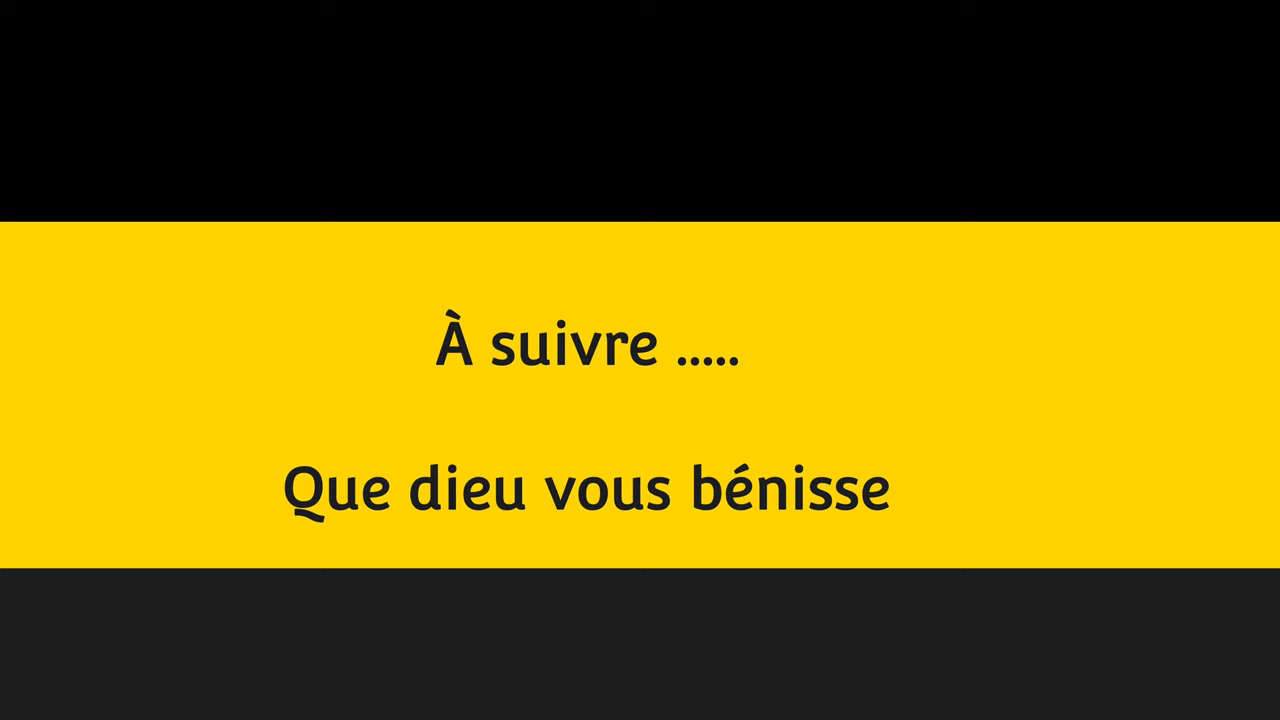 À suivre .....
Que dieu vous bénisse